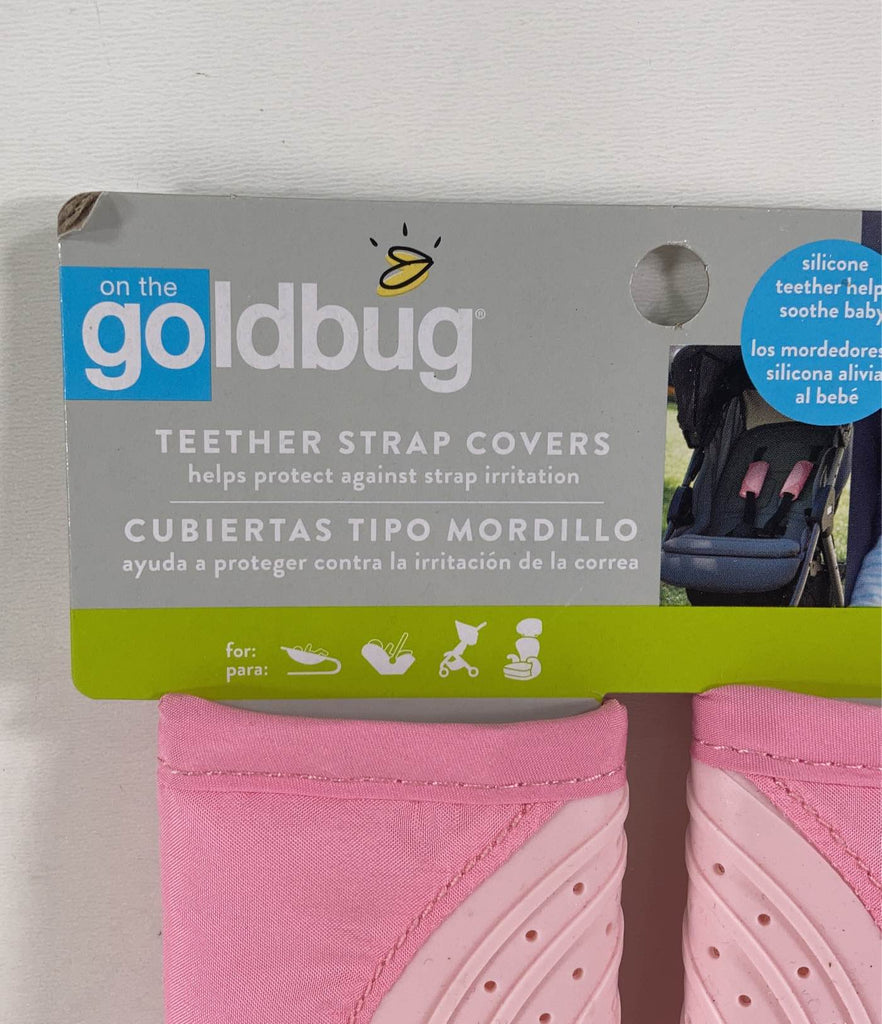 on the
goldbug®
TEETHER STRAP COVERS
helps protect against strap irritation
CUBIERTAS TIPO MORDILLO
ayuda a proteger contra la irritación de la correa
for:
para:
silicone
teether help
soothe baby
los mordedores
silicona alivia
al bebé